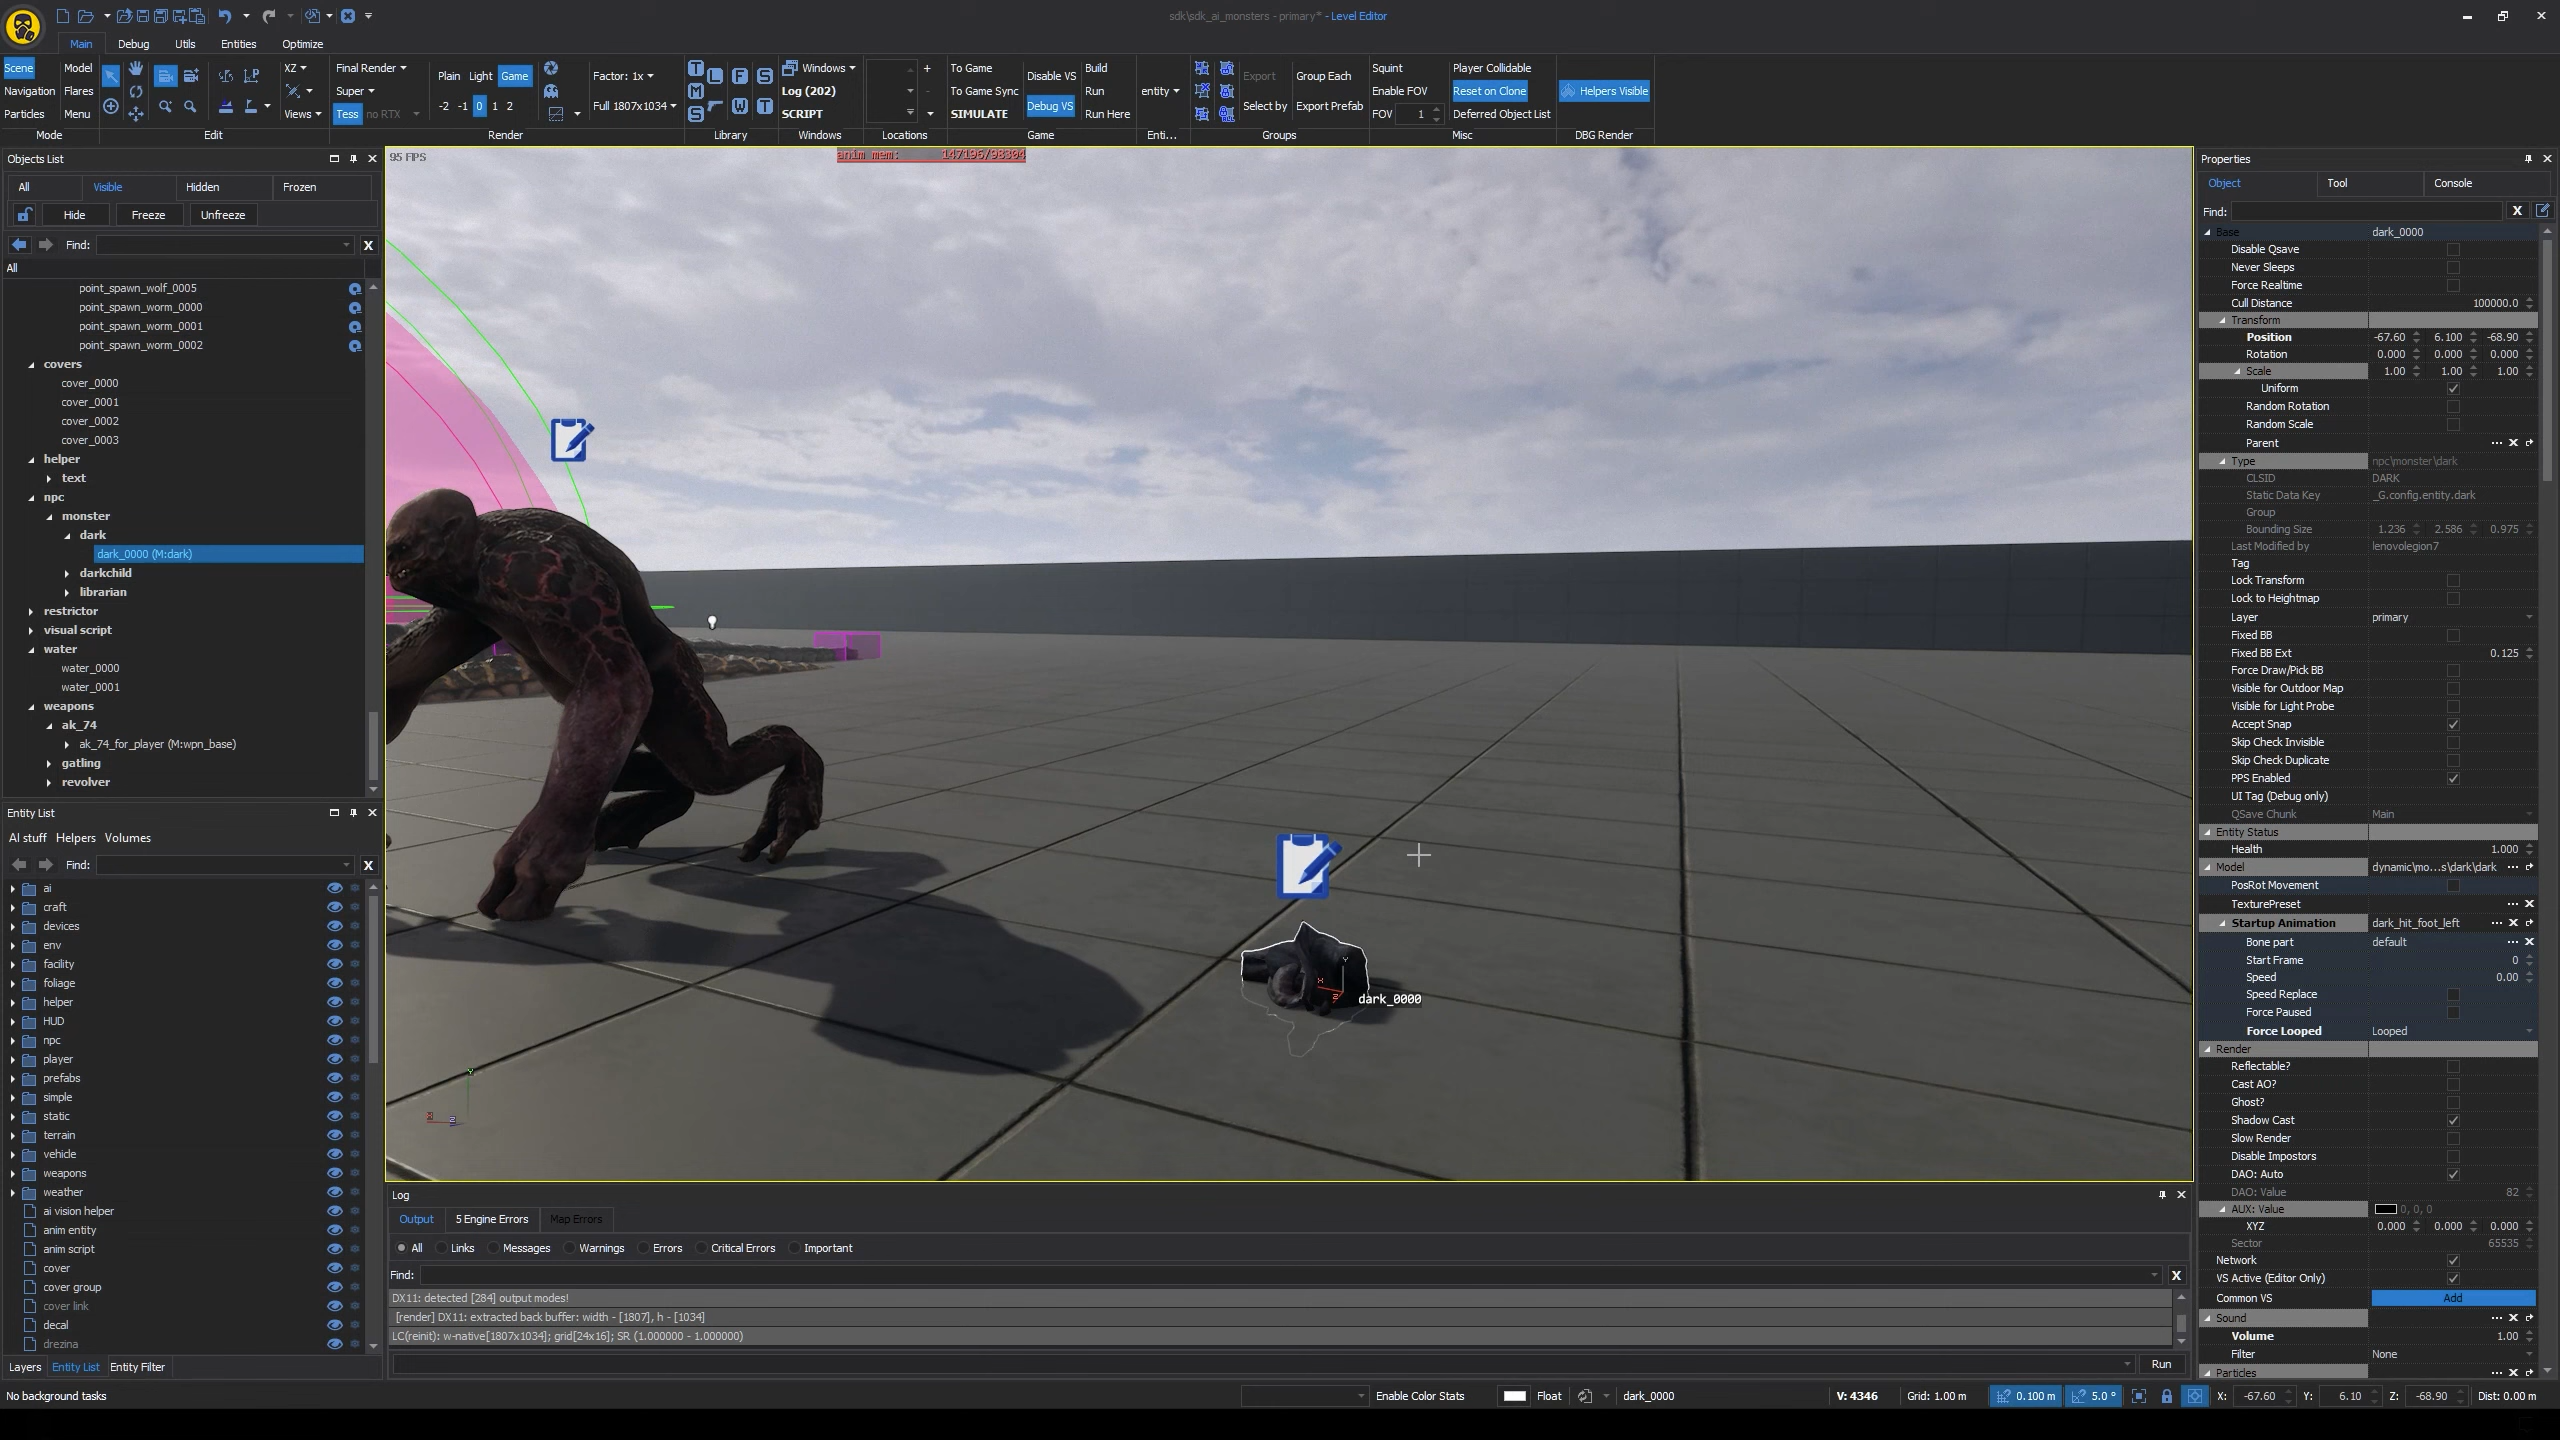 sdk\sdk_ai_monsters - primary* - Level Editor
Main Debug Utils Entities Optimize
Scene Model XZ Final Render Plain Light Game Factor: 1x Windows + To Game Disable VS Build entity Export Group Each Squint Player Collidable Helpers Visible
Navigation Flares Super -2 -1 0 1 2 Full 1807x1034 Log (202) To Game Sync Debug VS Run Select by Export Prefab Enable FOV Reset on Clone
Particles Menu Views Tess no RTX SCRIPT SIMULATE Run Here FOV 1 Deferred Object List
Mode Edit Render Library Windows Locations Game Enti... Groups Misc DBG Render
Objects List
All Visible Hidden Frozen
Hide Freeze Unfreeze
Find: X
All
point_spawn_wolf_0005
point_spawn_worm_0000
point_spawn_worm_0001
point_spawn_worm_0002
covers
cover_0000
cover_0001
cover_0002
cover_0003
helper
text
npc
monster
dark
dark_0000 (M:dark)
darkchild
librarian
restrictor
visual script
water
water_0000
water_0001
weapons
ak_74
ak_74_for_player (M:wpn_base)
gatling
revolver
Entity List
AI stuff Helpers Volumes
Find: X
ai
craft
devices
env
facility
foliage
helper
HUD
npc
player
prefabs
simple
static
terrain
vehicle
weapons
weather
ai vision helper
anim entity
anim script
cover
cover group
cover link
decal
drezina
Layers Entity List Entity Filter
95 FPS
anim mem: 147196/98304
dark_0000
Log
Output 5 Engine Errors Map Errors
All Links Messages Warnings Errors Critical Errors Important
Find: X
DX11: detected [284] output modes!
[render] DX11: extracted back buffer: width - [1807], h - [1034]
LC(reinit): w-native[1807x1034]; grid[24x16]; SR (1.000000 - 1.000000)
Run
Properties
Object Tool Console
Find: X
Base dark_0000
Disable Qsave
Never Sleeps
Force Realtime
Cull Distance 100000.0
Transform
Position -67.60 6.100 -68.90
Rotation 0.000 0.000 0.000
Scale 1.00 1.00 1.00
Uniform
Random Rotation
Random Scale
Parent
Type npc\monster\dark
CLSID DARK
Static Data Key _G.config.entity.dark
Group
Bounding Size 1.236 2.586 0.975
Last Modified by lenovolegion7
Tag
Lock Transform
Lock to Heightmap
Layer primary
Fixed BB
Fixed BB Ext 0.125
Force Draw/Pick BB
Visible for Outdoor Map
Visible for Light Probe
Accept Snap
Skip Check Invisible
Skip Check Duplicate
PPS Enabled
UI Tag (Debug only)
QSave Chunk Main
Entity Status
Health 1.000
Model dynamic\mo...s\dark\dark
PosRot Movement
TexturePreset
Startup Animation dark_hit_foot_left
Bone part default
Start Frame 0
Speed 0.00
Speed Replace
Force Paused
Force Looped Looped
Render
Reflectable?
Cast AO?
Ghost?
Shadow Cast
Slow Render
Disable Impostors
DAO: Auto
DAO: Value 82
AUX: Value 0, 0, 0
XYZ 0.000 0.000 0.000
Sector 65535
Network
VS Active (Editor Only)
Common VS Add
Sound
Volume 1.00
Filter None
Particles
No background tasks Enable Color Stats Float dark_0000 V: 4346 Grid: 1.00 m 0.100 m 5.0 ° X: -67.60 Y: 6.10 Z: -68.90 Dist: 0.00 m